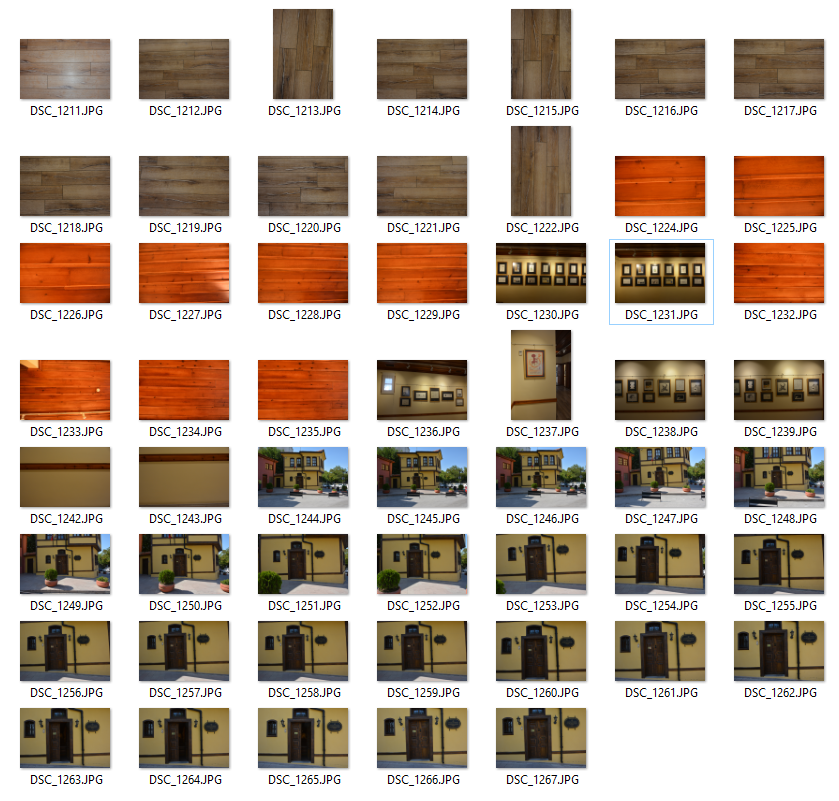 DSC_1211.JPG DSC_1212.JPG DSC_1213.JPG DSC_1214.JPG DSC_1215.JPG DSC_1216.JPG DSC_1217.JPG
DSC_1218.JPG DSC_1219.JPG DSC_1220.JPG DSC_1221.JPG DSC_1222.JPG DSC_1224.JPG DSC_1225.JPG
DSC_1226.JPG DSC_1227.JPG DSC_1228.JPG DSC_1229.JPG DSC_1230.JPG DSC_1231.JPG DSC_1232.JPG
DSC_1233.JPG DSC_1234.JPG DSC_1235.JPG DSC_1236.JPG DSC_1237.JPG DSC_1238.JPG DSC_1239.JPG
DSC_1242.JPG DSC_1243.JPG DSC_1244.JPG DSC_1245.JPG DSC_1246.JPG DSC_1247.JPG DSC_1248.JPG
DSC_1249.JPG DSC_1250.JPG DSC_1251.JPG DSC_1252.JPG DSC_1253.JPG DSC_1254.JPG DSC_1255.JPG
DSC_1256.JPG DSC_1257.JPG DSC_1258.JPG DSC_1259.JPG DSC_1260.JPG DSC_1261.JPG DSC_1262.JPG
DSC_1263.JPG DSC_1264.JPG DSC_1265.JPG DSC_1266.JPG DSC_1267.JPG